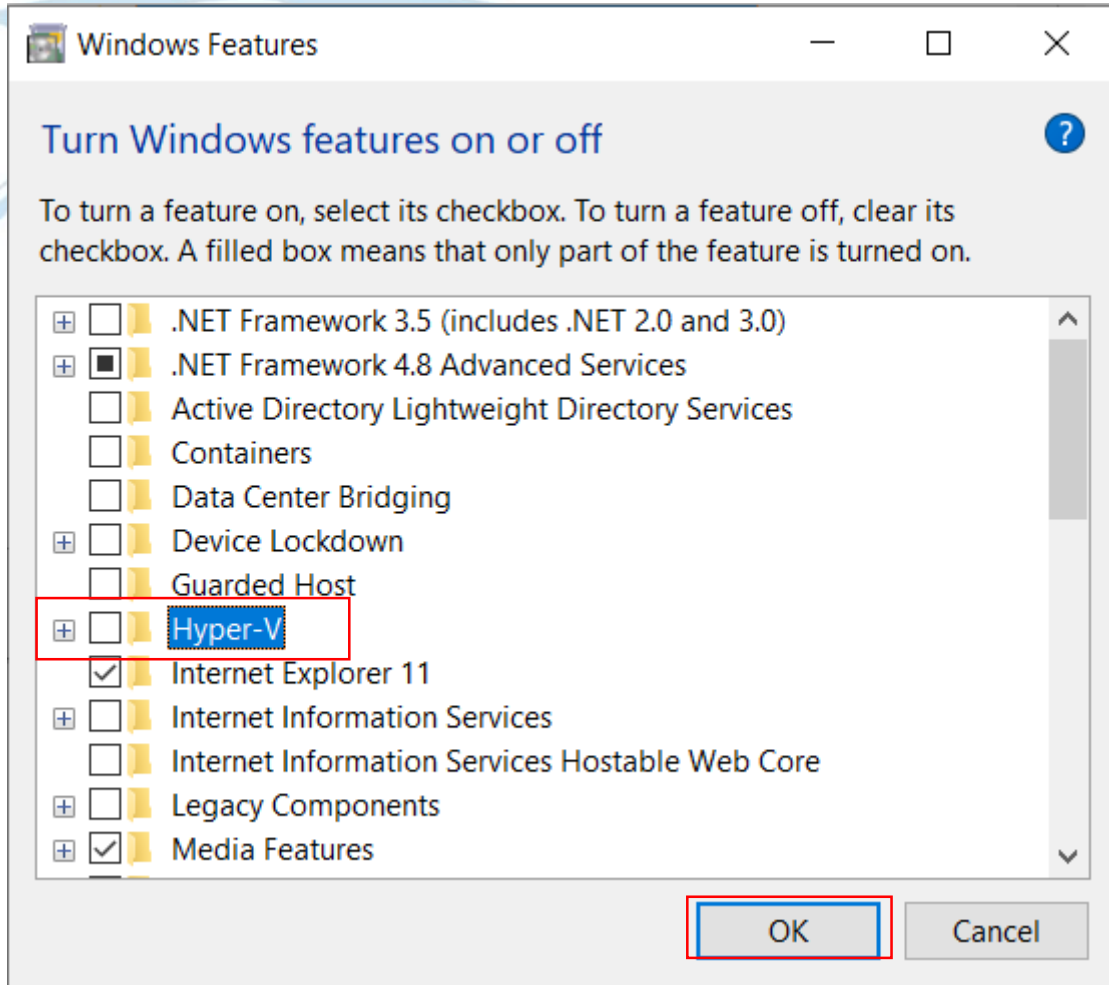 Windows Features
Turn Windows features on or off
?
To turn a feature on, select its checkbox. To turn a feature off, clear its
checkbox. A filled box means that only part of the feature is turned on.
.NET Framework 3.5 (includes .NET 2.0 and 3.0)
.NET Framework 4.8 Advanced Services
Active Directory Lightweight Directory Services
Containers
Data Center Bridging
Device Lockdown
Guarded Host
Hyper-V
Internet Explorer 11
Internet Information Services
Internet Information Services Hostable Web Core
Legacy Components
Media Features
OK
Cancel